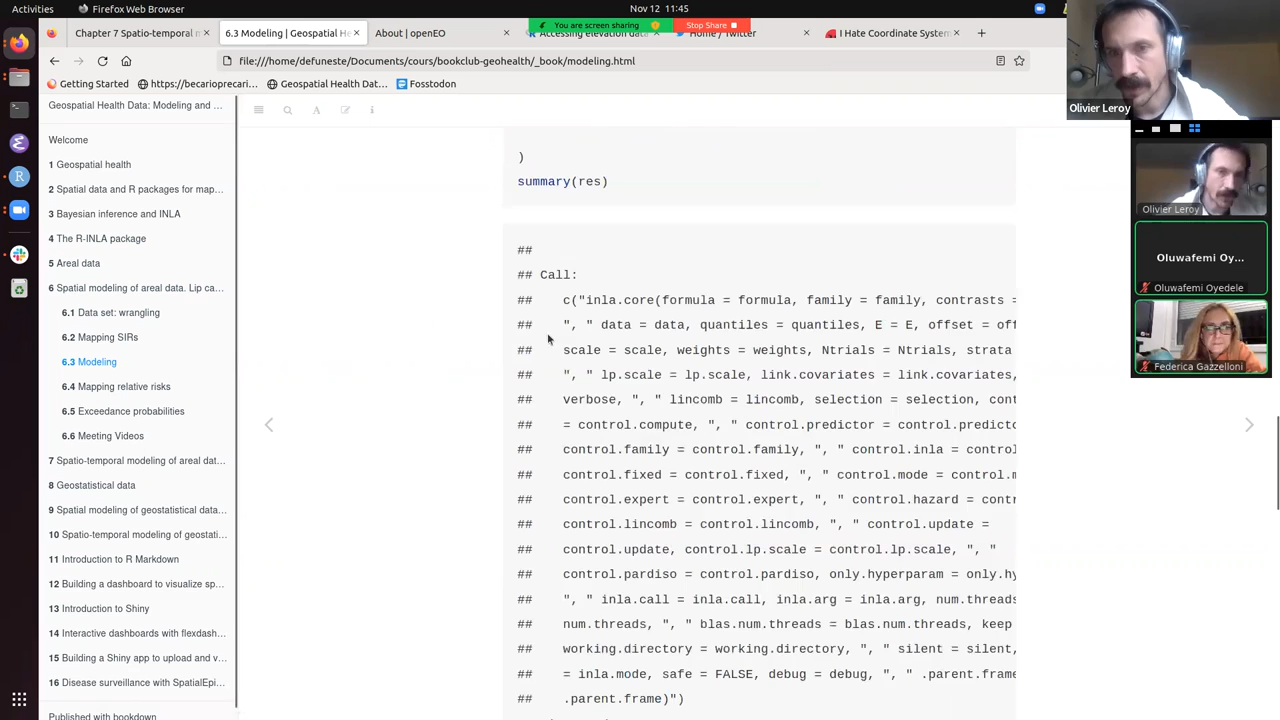 Activities
Firefox Web Browser
Nov 12 11:45
You are screen sharing
Stop Share
Chapter 7 Spatio-temporal m
6.3 Modeling | Geospatial H
About | openEO
Accessing elevation data
Home / Twitter
I Hate Coordinate System
file:///home/defuneste/Documents/cours/bookclub-geohealth/_book/modeling.html
Getting Started
https://becarioprecari...
Geospatial Health Dat...
Fosstodon
Olivier Leroy
Geospatial Health Data: Modeling and ...
Welcome
1 Geospatial health
2 Spatial data and R packages for map...
3 Bayesian inference and INLA
4 The R-INLA package
5 Areal data
6 Spatial modeling of areal data. Lip ca...
6.1 Data set: wrangling
6.2 Mapping SIRs
6.3 Modeling
6.4 Mapping relative risks
6.5 Exceedance probabilities
6.6 Meeting Videos
7 Spatio-temporal modeling of areal dat...
8 Geostatistical data
9 Spatial modeling of geostatistical data...
10 Spatio-temporal modeling of geostati...
11 Introduction to R Markdown
12 Building a dashboard to visualize sp...
13 Introduction to Shiny
14 Interactive dashboards with flexdash...
15 Building a Shiny app to upload and v...
16 Disease surveillance with SpatialEpi...
Published with bookdown
)
summary(res)
##
## Call:
## c("inla.core(formula = formula, family = family, contrasts =
## ", " data = data, quantiles = quantiles, E = E, offset = off
## scale = scale, weights = weights, Ntrials = Ntrials, strata
## ", " lp.scale = lp.scale, link.covariates = link.covariates,
## verbose, ", " lincomb = lincomb, selection = selection, cont
## = control.compute, ", " control.predictor = control.predicto
## control.family = control.family, ", " control.inla = control
## control.fixed = control.fixed, ", " control.mode = control.m
## control.expert = control.expert, ", " control.hazard = contr
## control.lincomb = control.lincomb, ", " control.update =
## control.update, control.lp.scale = control.lp.scale, ", "
## control.pardiso = control.pardiso, only.hyperparam = only.hy
## ", " inla.call = inla.call, inla.arg = inla.arg, num.threads
## num.threads, ", " blas.num.threads = blas.num.threads, keep
## working.directory = working.directory, ", " silent = silent,
## = inla.mode, safe = FALSE, debug = debug, ", " .parent.frame
## .parent.frame)")
Olivier Leroy
Oluwafemi Oy...
Oluwafemi Oyedele
Federica Gazzelloni